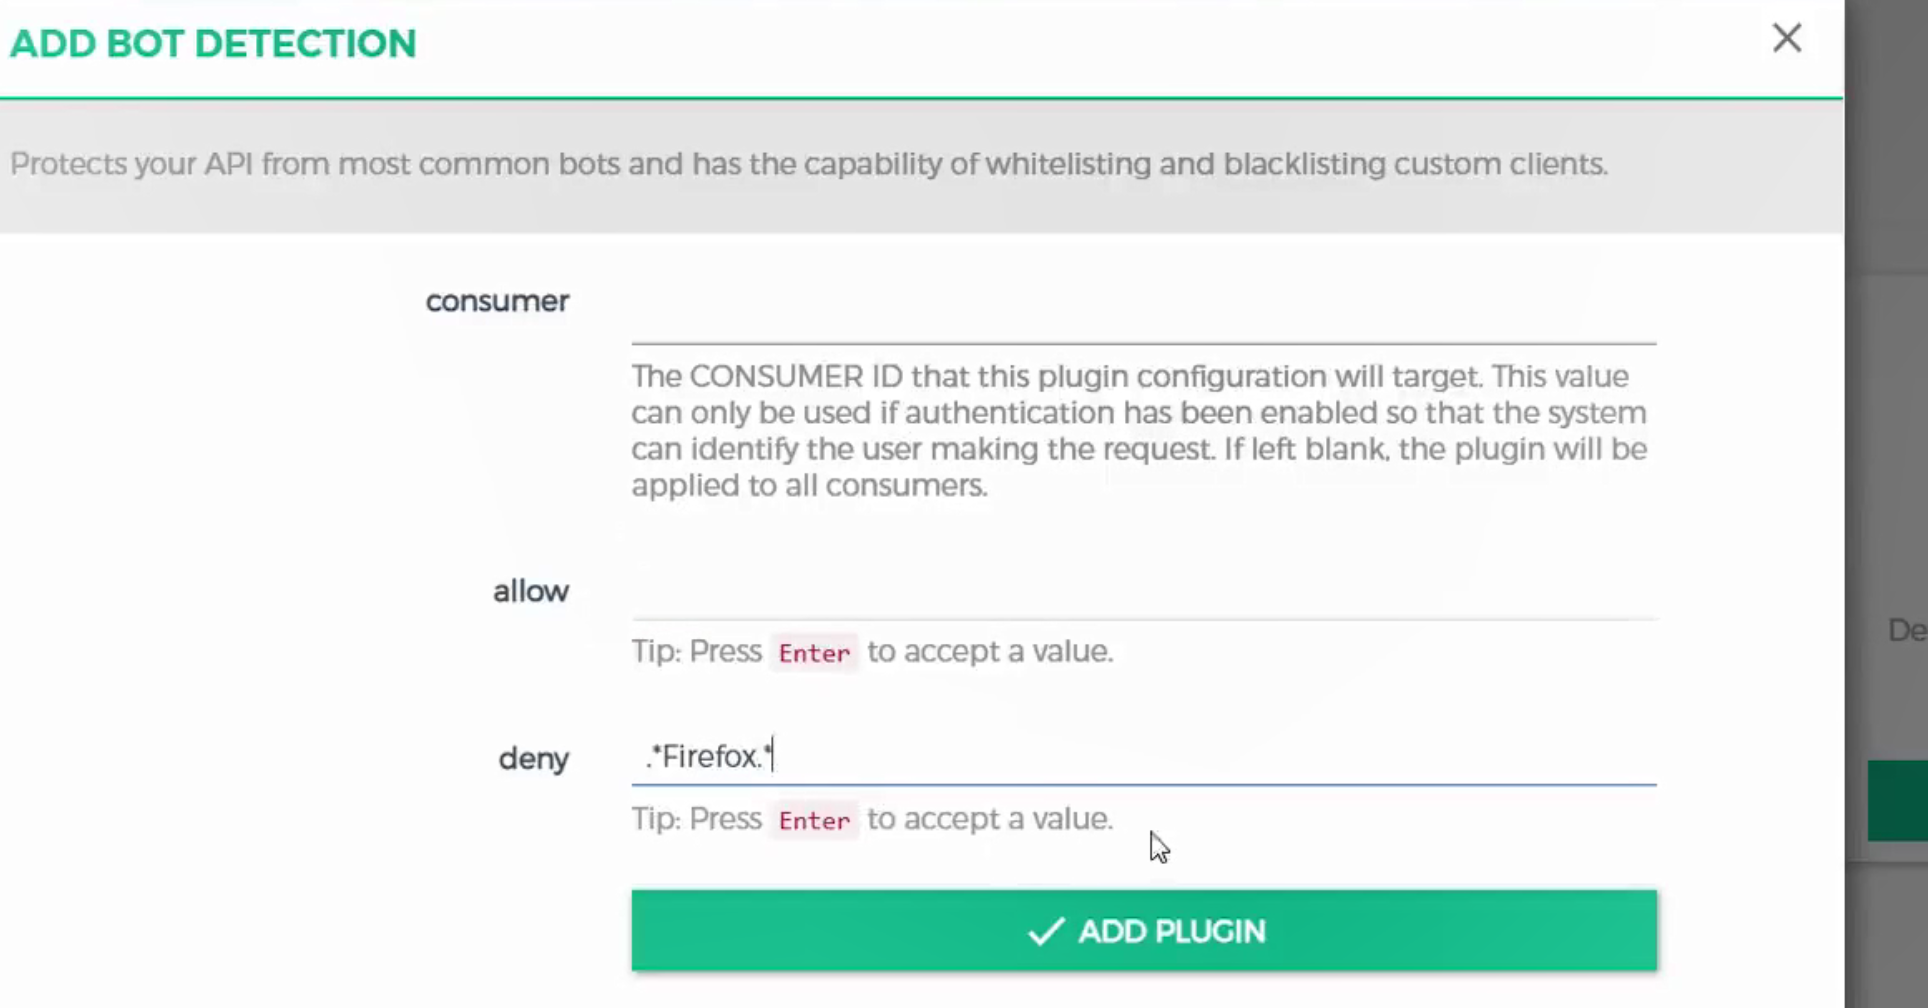 ADD BOT DETECTION
Protects your API from most common bots and has the capability of whitelisting and blacklisting custom clients.
consumer
The CONSUMER ID that this plugin configuration will target. This value
can only be used if authentication has been enabled so that the system
can identify the user making the request. If left blank, the plugin will be
applied to all consumers.
allow
Tip: Press Enter to accept a value.
deny
.*Firefox.*
Tip: Press Enter to accept a value.
ADD PLUGIN